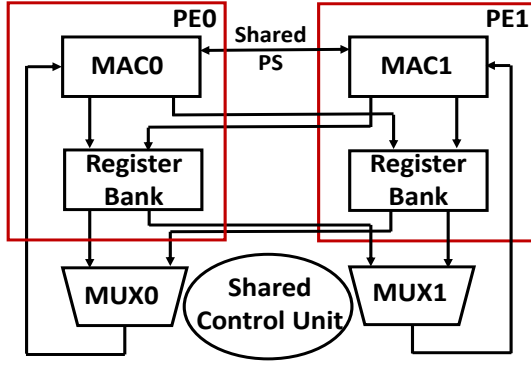 PE0
PE1
Shared
PS
MAC0
MAC1
Register
Bank
Register
Bank
MUX0
MUX1
Shared
Control Unit